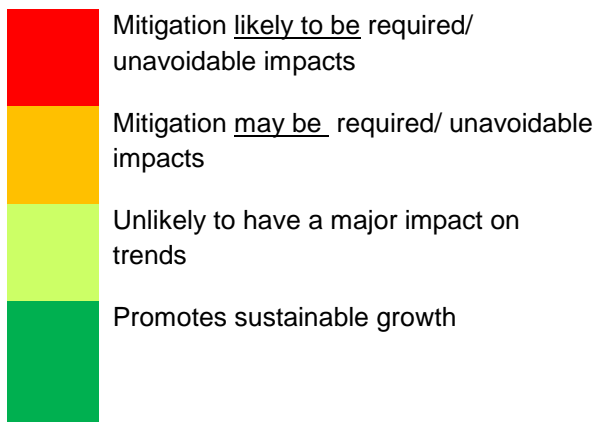 Mitigation likely to be required/
unavoidable impacts
Mitigation may be  required/ unavoidable
impacts
Unlikely to have a major impact on
trends
Promotes sustainable growth